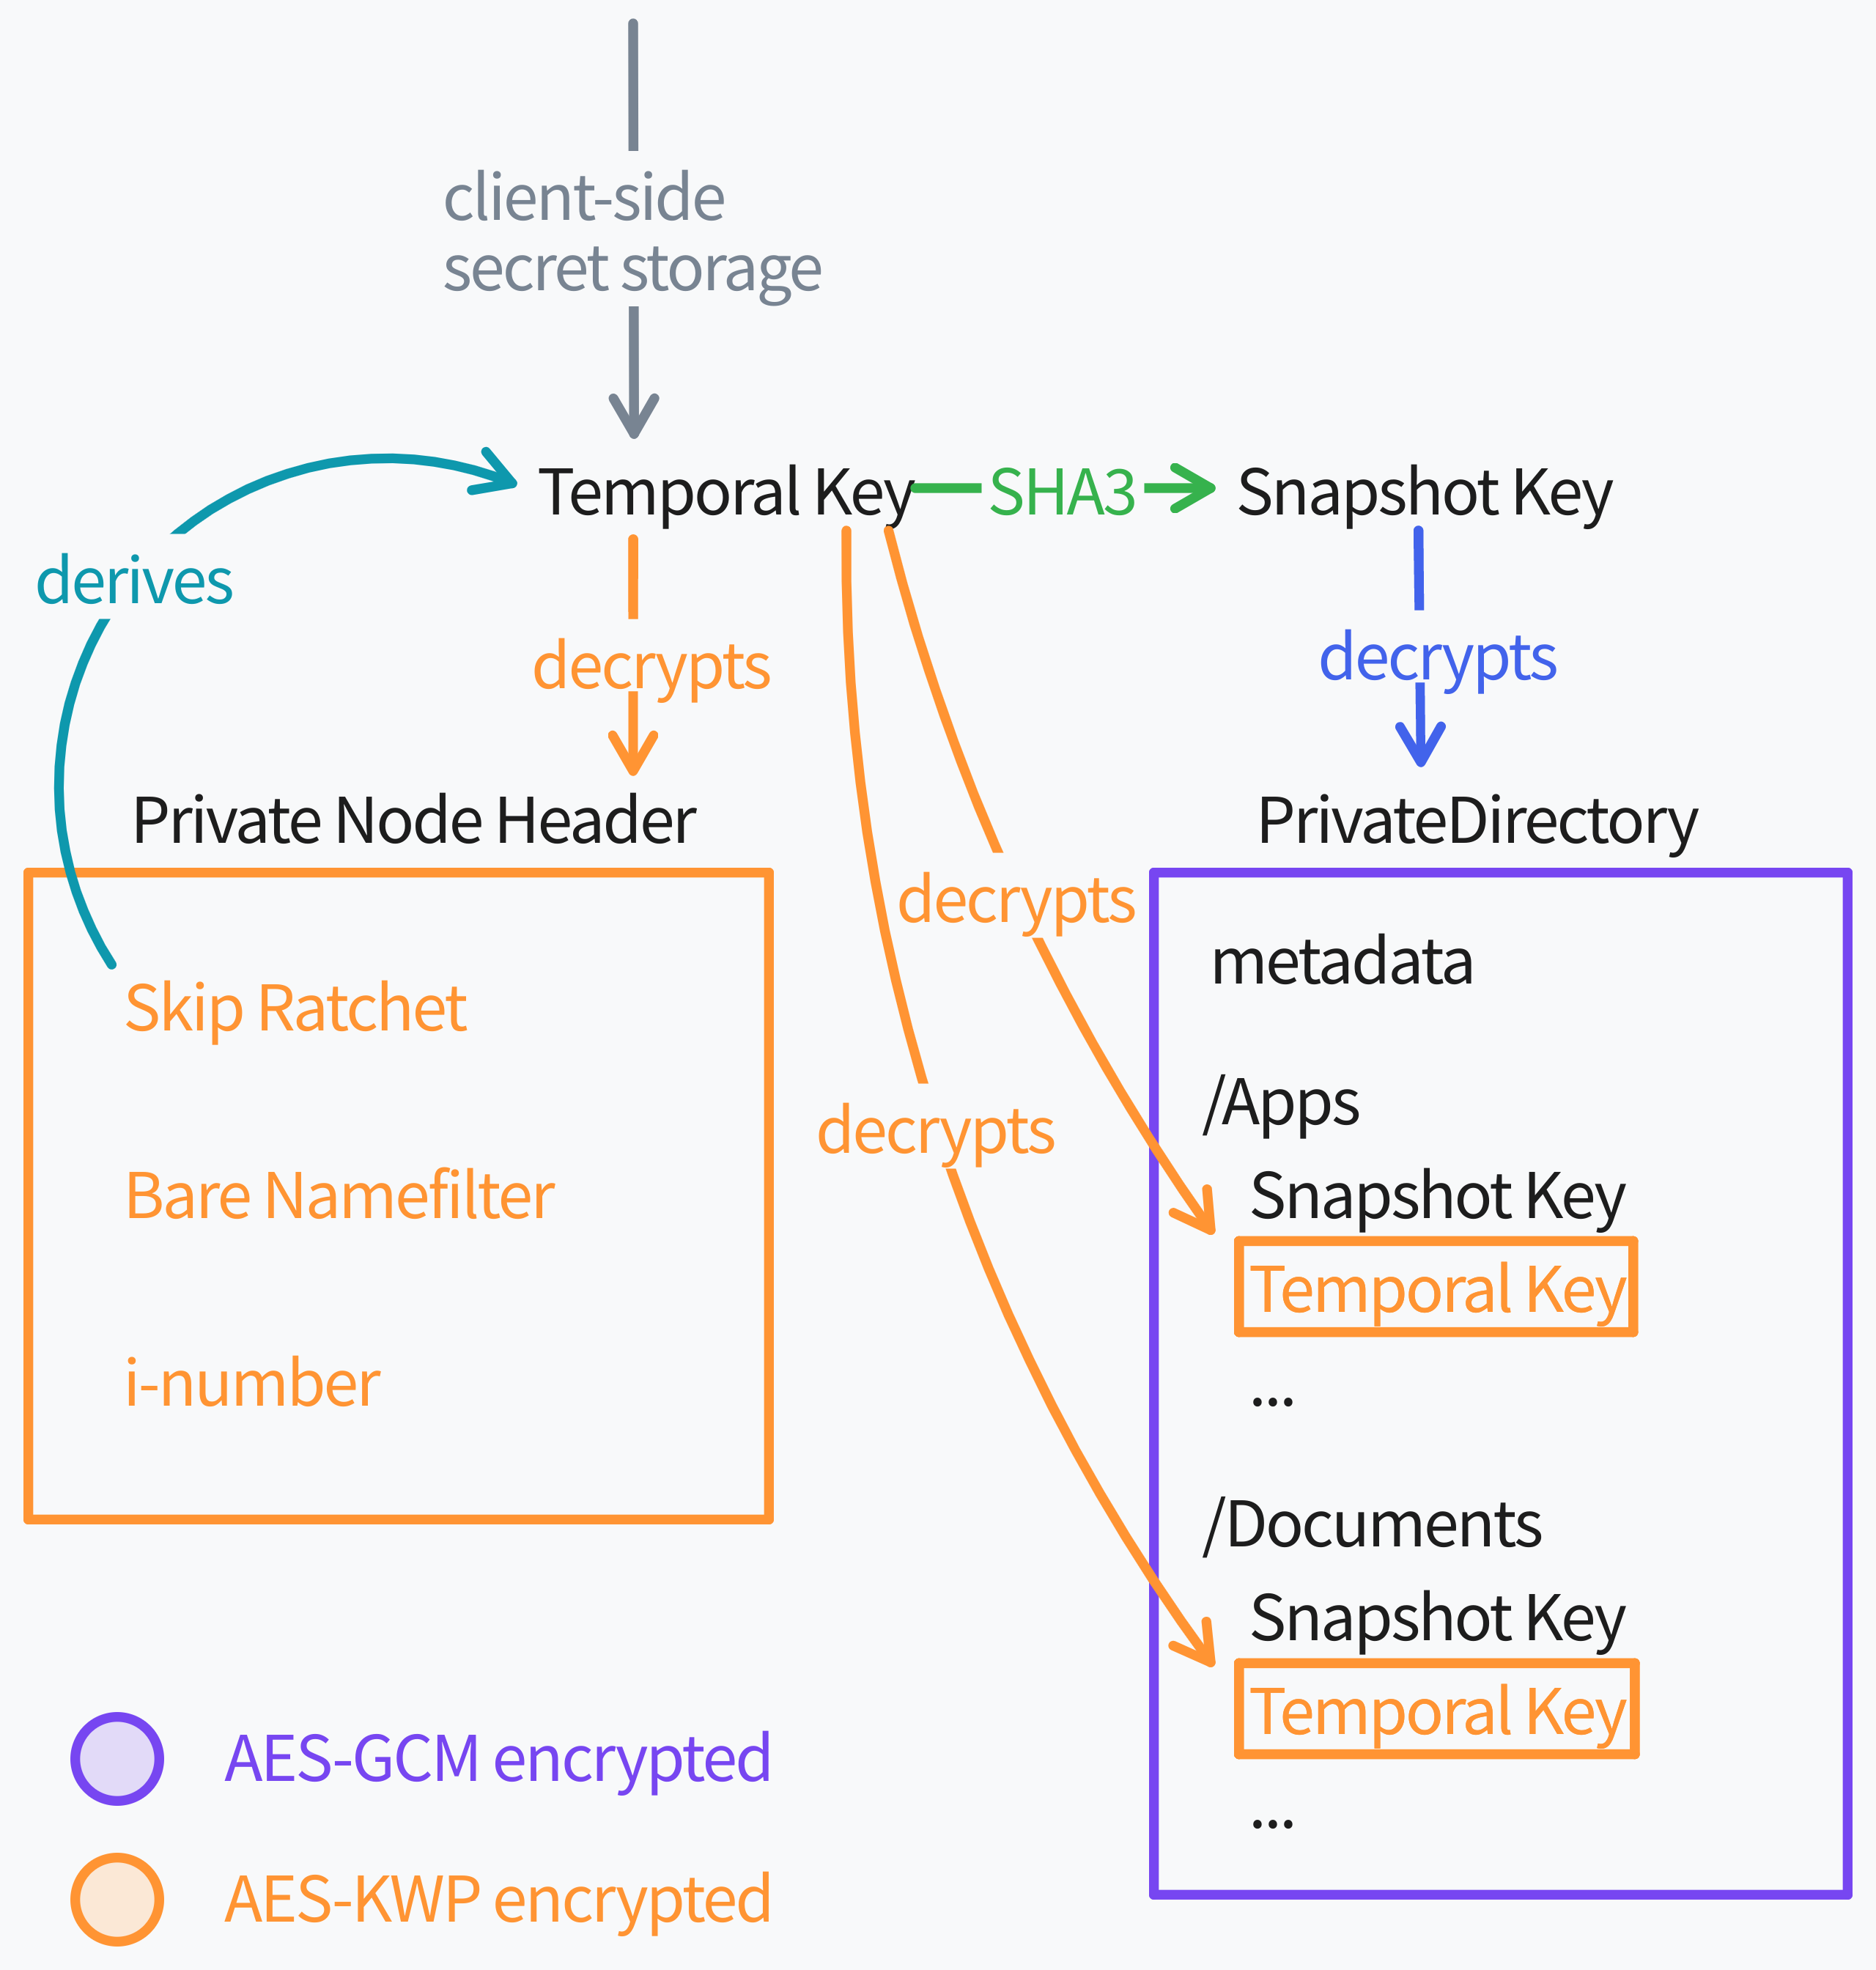 client-side
secret storage
Temporal Key
SHA3
Snapshot Key
derives
decrypts
decrypts
Private Node Header
PrivateDirectory
decrypts
decrypts
Skip Ratchet
Bare Namefilter
i-number
metadata
/Apps
Snapshot Key
Temporal Key
...
/Documents
Snapshot Key
Temporal Key
...
AES-GCM encrypted
AES-KWP encrypted